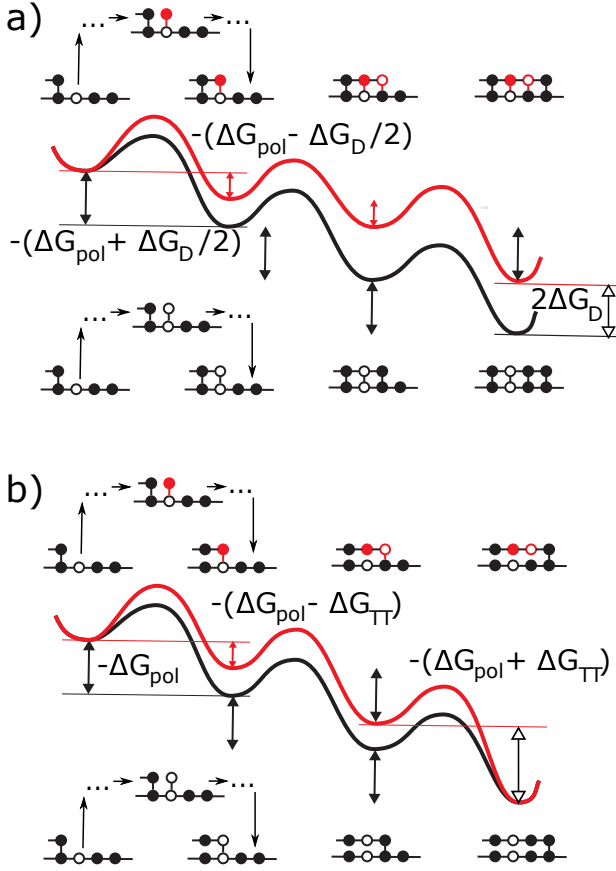 a)
... ...
-(ΔG_pol - ΔG_D/2)
-(ΔG_pol + ΔG_D/2)
2ΔG_D
... ...
b)
... ...
-(ΔG_pol - ΔG_TT)
-ΔG_pol
-(ΔG_pol + ΔG_TT)
... ...